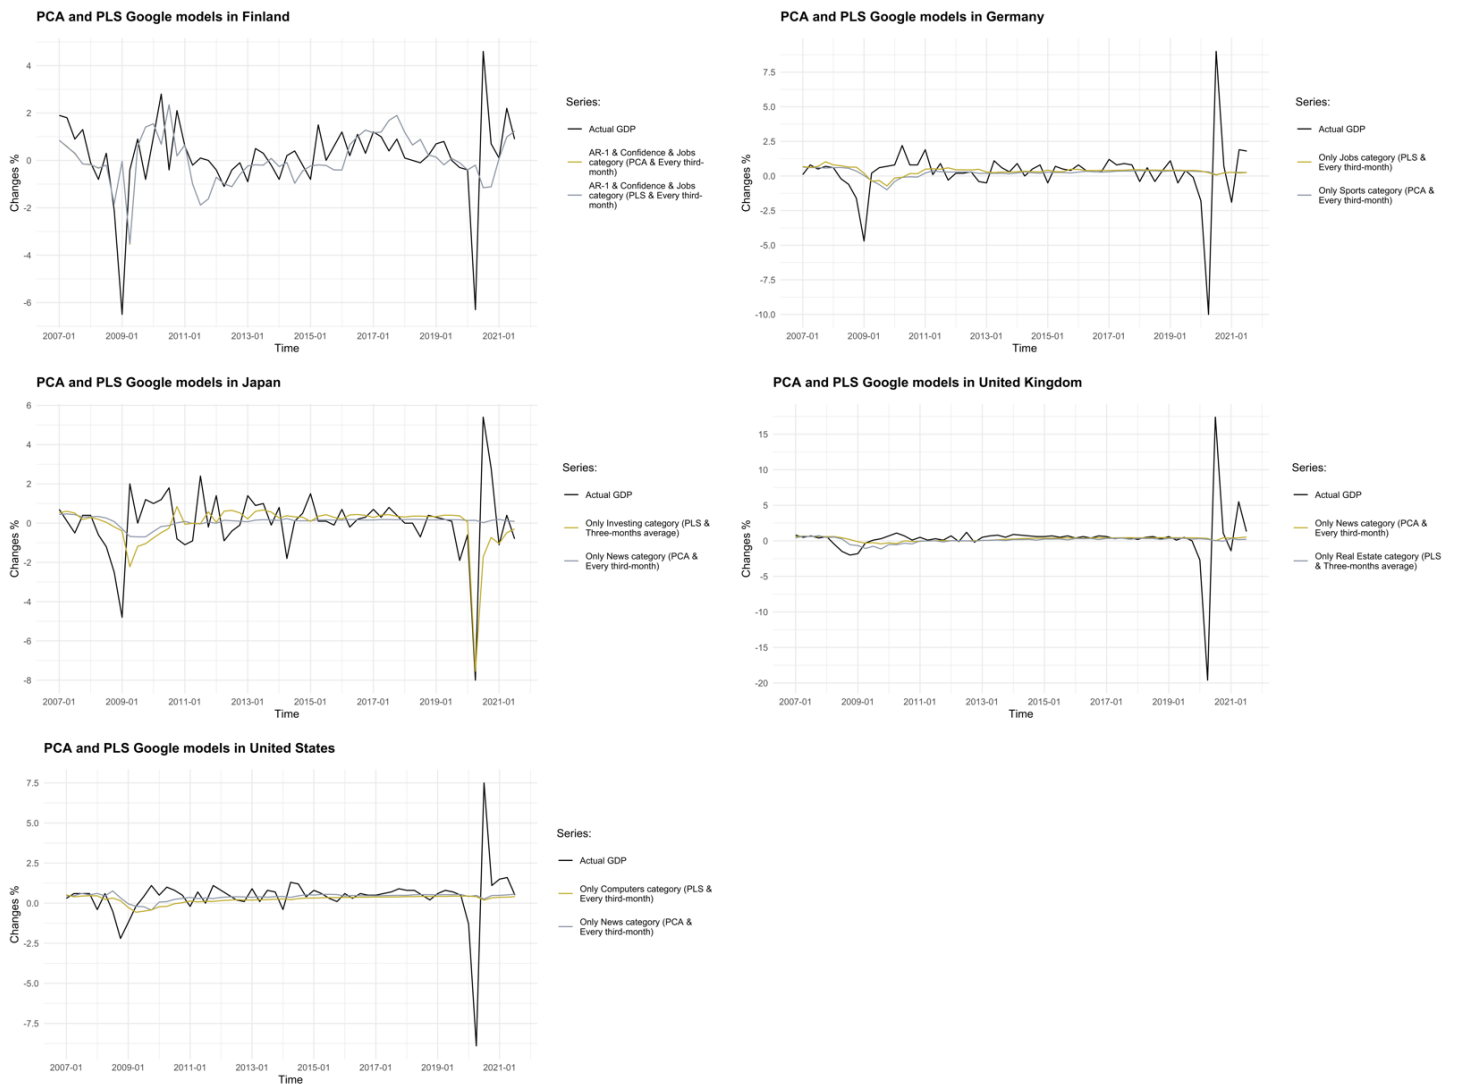 PCA and PLS Google models in Finland
Changes %
4
2
0
-2
-4
-6
2007-01
2009-01
2011-01
2013-01
2015-01
2017-01
2019-01
2021-01
Time
Series:
Actual GDP
AR-1 & Confidence & Jobs
category (PCA & Every third-
month)
AR-1 & Confidence & Jobs
category (PLS & Every third-
month)
PCA and PLS Google models in Germany
Changes %
7.5
5.0
2.5
0.0
-2.5
-5.0
-7.5
-10.0
2007-01
2009-01
2011-01
2013-01
2015-01
2017-01
2019-01
2021-01
Time
Series:
Actual GDP
Only Jobs category (PLS &
Every third-month)
Only Sports category (PCA &
Every third-month)
PCA and PLS Google models in Japan
Changes %
6
4
2
0
-2
-4
-6
-8
2007-01
2009-01
2011-01
2013-01
2015-01
2017-01
2019-01
2021-01
Time
Series:
Actual GDP
Only Investing category (PLS &
Three-months average)
Only News category (PCA &
Every third-month)
PCA and PLS Google models in United Kingdom
Changes %
15
10
5
0
-5
-10
-15
-20
2007-01
2009-01
2011-01
2013-01
2015-01
2017-01
2019-01
2021-01
Time
Series:
Actual GDP
Only News category (PCA &
Every third-month)
Only Real Estate category (PLS
& Three-months average)
PCA and PLS Google models in United States
Changes %
7.5
5.0
2.5
0.0
-2.5
-5.0
-7.5
2007-01
2009-01
2011-01
2013-01
2015-01
2017-01
2019-01
2021-01
Time
Series:
Actual GDP
Only Computers category (PLS &
Every third-month)
Only News category (PCA &
Every third-month)